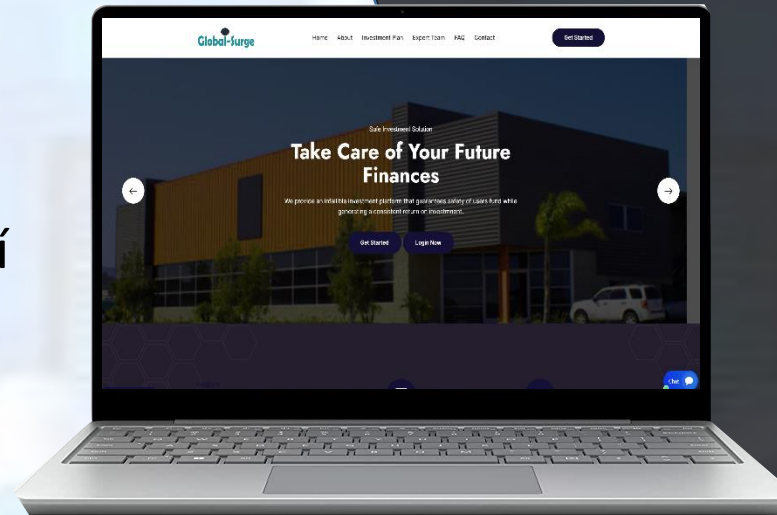 Global-Surge
Home About Investment Plan Expert Team FAQ Contact
Get Started
Safe Investment Solution
Take Care of Your Future
Finances
We provide an infallible investment platform that guarantees safety of users fund while
generating a consistent return on investment.
Get Started Login Now
í
Chat